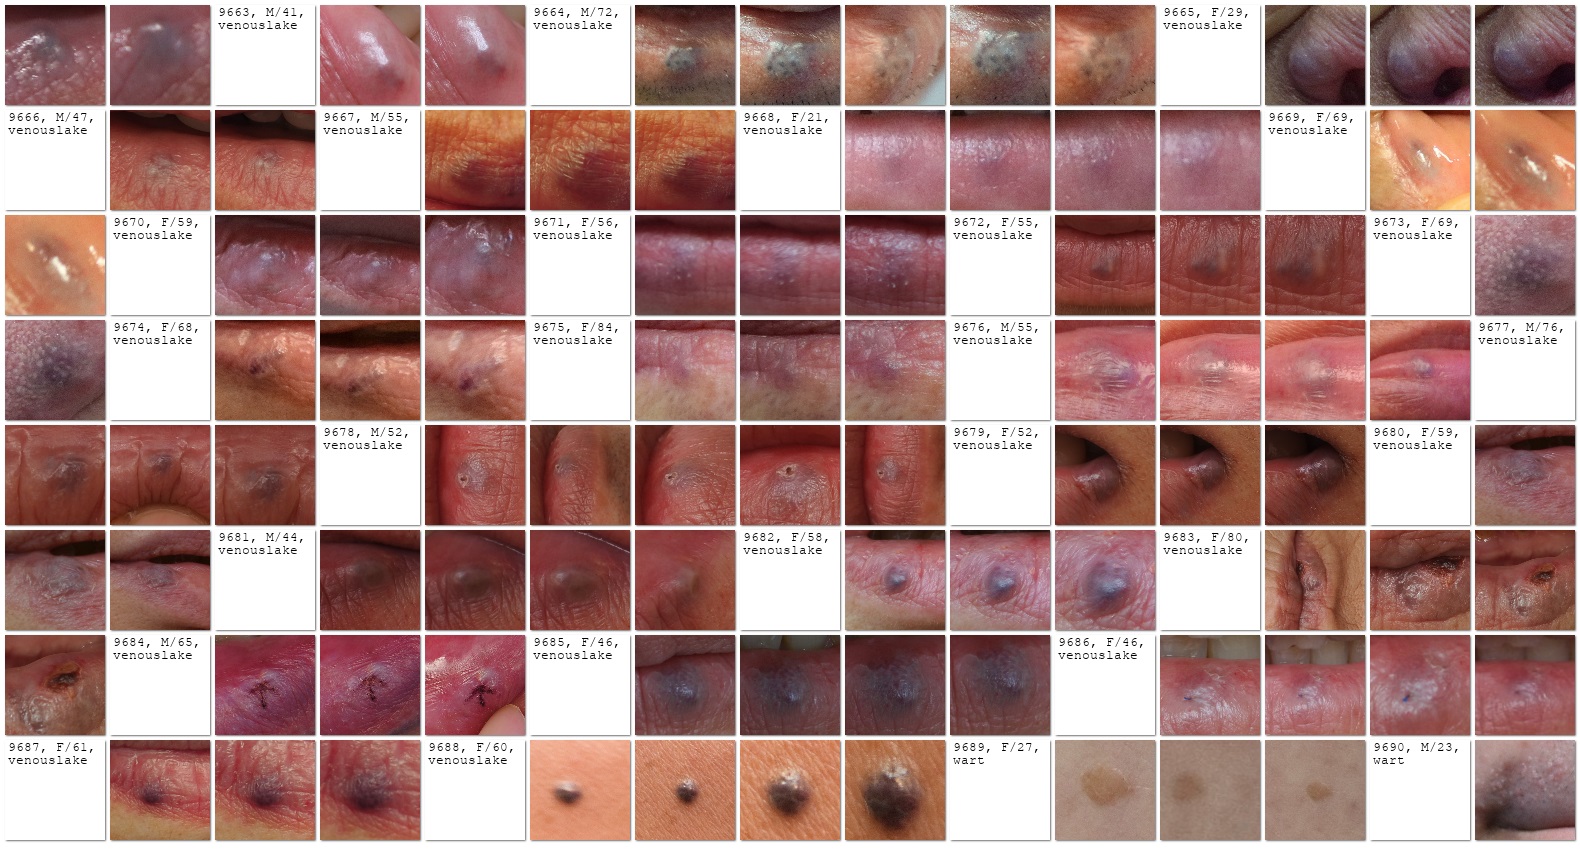 9663, M/41,
venouslake
9664, M/72,
venouslake
9665, F/29,
venouslake
9666, M/47,
venouslake
9667, M/55,
venouslake
9668, F/21,
venouslake
9669, F/69,
venouslake
9670, F/59,
venouslake
9671, F/56,
venouslake
9672, F/55,
venouslake
9673, F/69,
venouslake
9674, F/68,
venouslake
9675, F/84,
venouslake
9676, M/55,
venouslake
9677, M/76,
venouslake
9678, M/52,
venouslake
9679, F/52,
venouslake
9680, F/59,
venouslake
9681, M/44,
venouslake
9682, F/58,
venouslake
9683, F/80,
venouslake
9684, M/65,
venouslake
9685, F/46,
venouslake
9686, F/46,
venouslake
9687, F/61,
venouslake
9688, F/60,
venouslake
9689, F/27,
wart
9690, M/23,
wart